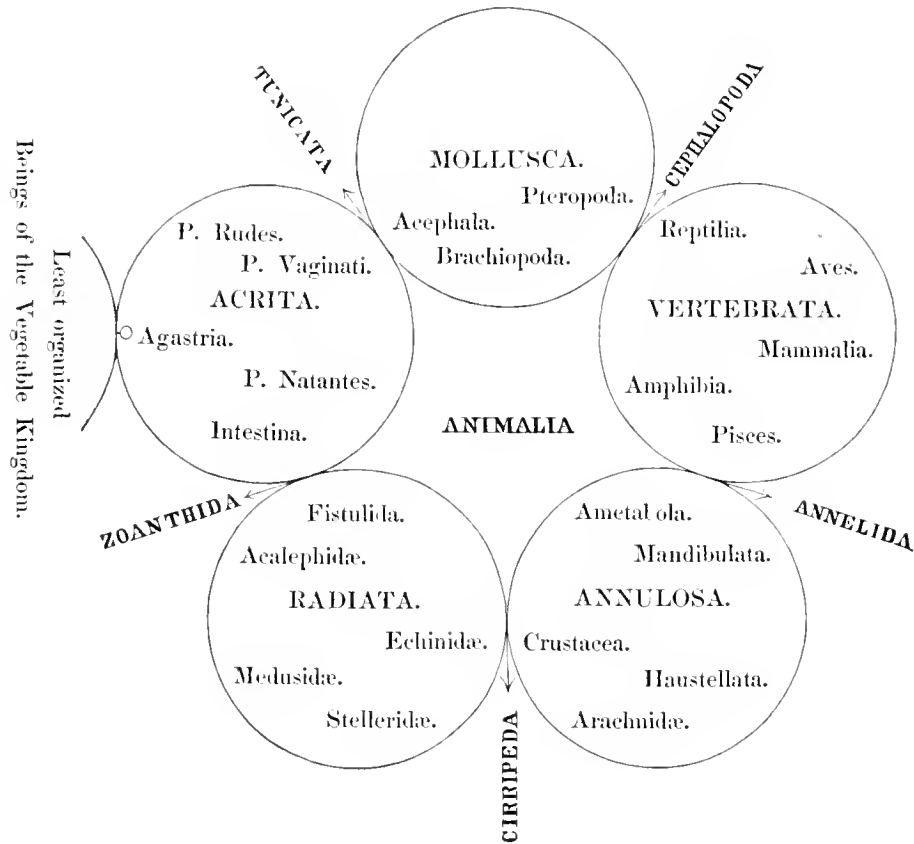 TUNICATA
CEPHALOPODA
MOLLUSCA.
Pteropoda.
Acephala.
Brachiopoda.
Beings of the Vegetable Kingdom.
Least organized
P. Rudes.
P. Vaginati.
ACRITA.
Agastria.
P. Natantes.
Intestina.
Reptilia.
Aves.
VERTEBRATA.
Mammalia.
Amphibia.
Pisces.
ANIMALIA
ZOANTHIDA
ANNELIDA
Fistulida.
Acalephidæ.
RADIATA.
Echinidæ.
Medusidæ.
Stelleridæ.
Ametabola.
Mandibulata.
ANNULOSA.
Crustacea.
Haustellata.
Arachnidæ.
CIRRIPEDA